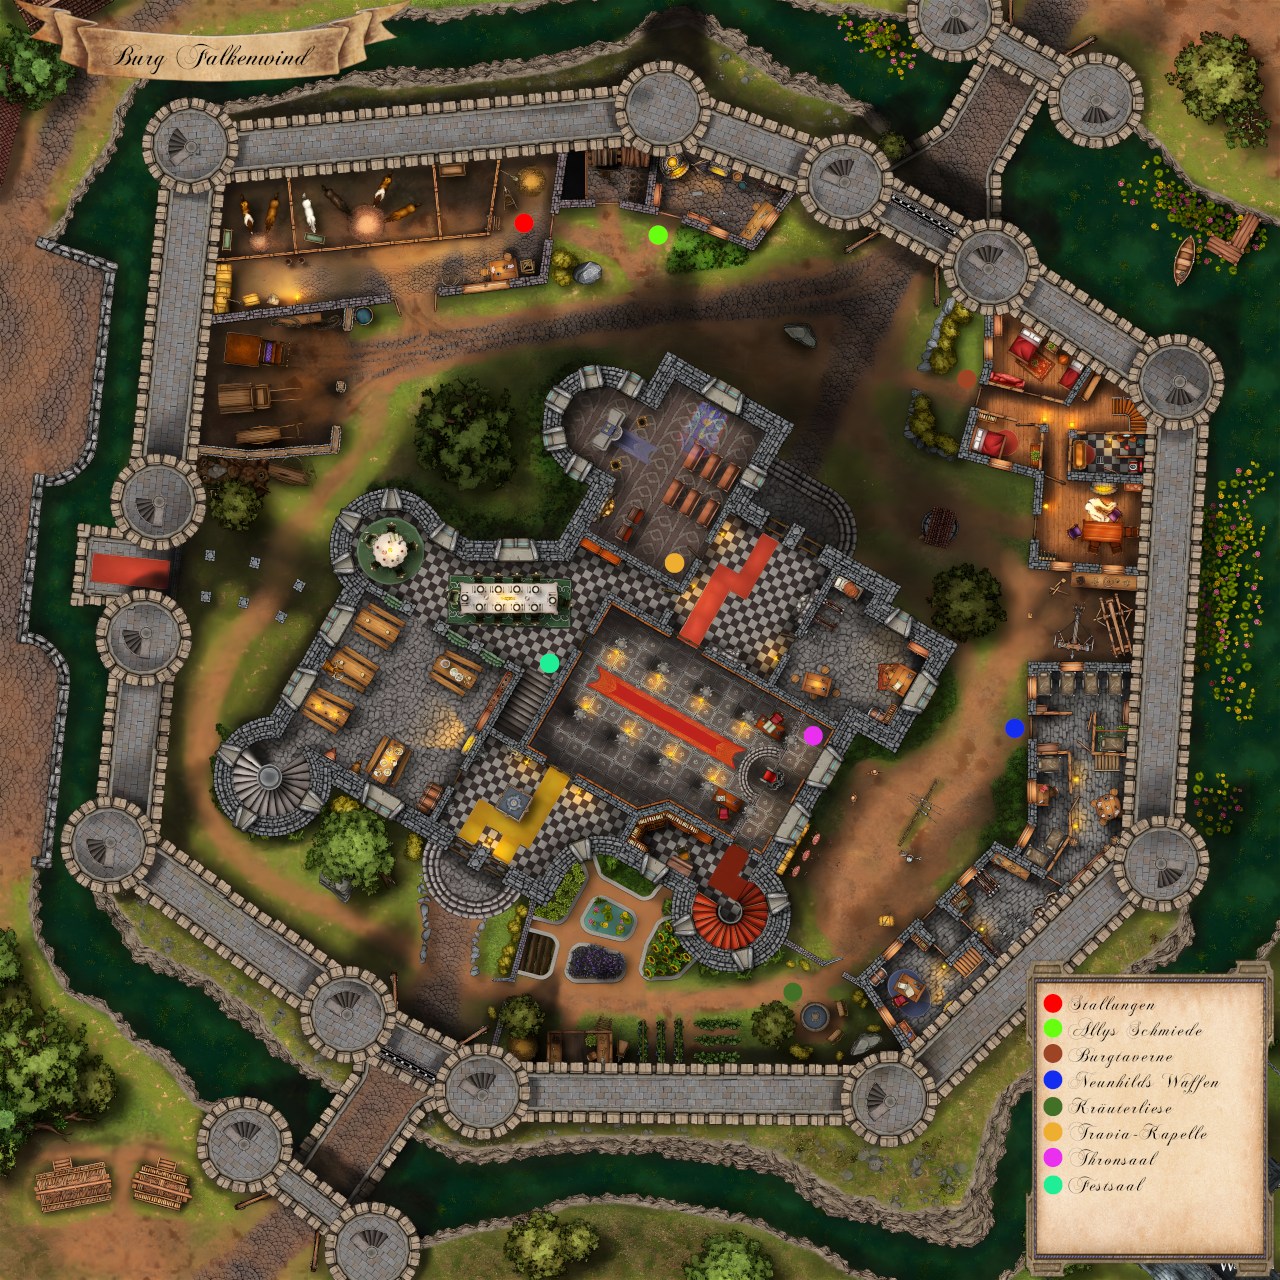 Burg Falkenwind
Stallungen
Allys Schmiede
Burgtaverne
Neunhilds Waffen
Kräuterliese
Travia-Kapelle
Thronsaal
Festsaal